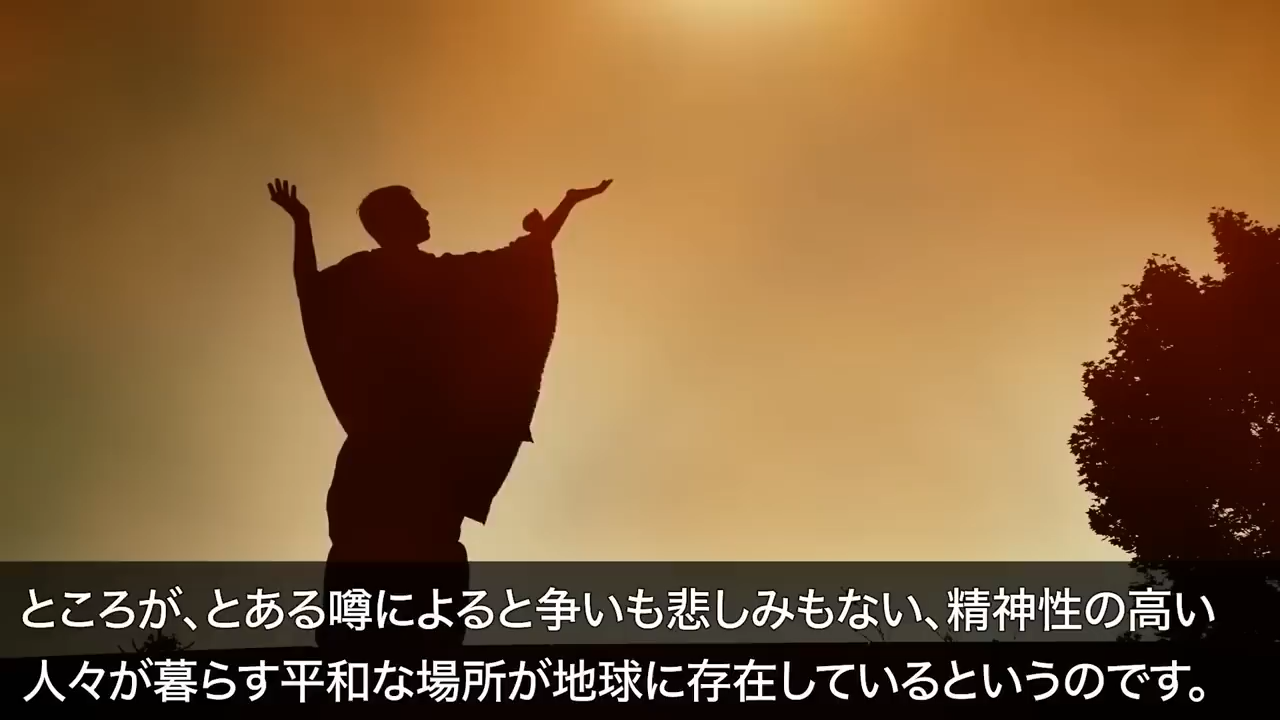 ところが、とある噂によると争いも悲しみもない、精神性の高い
人々が暮らす平和な場所が地球に存在しているというのです。